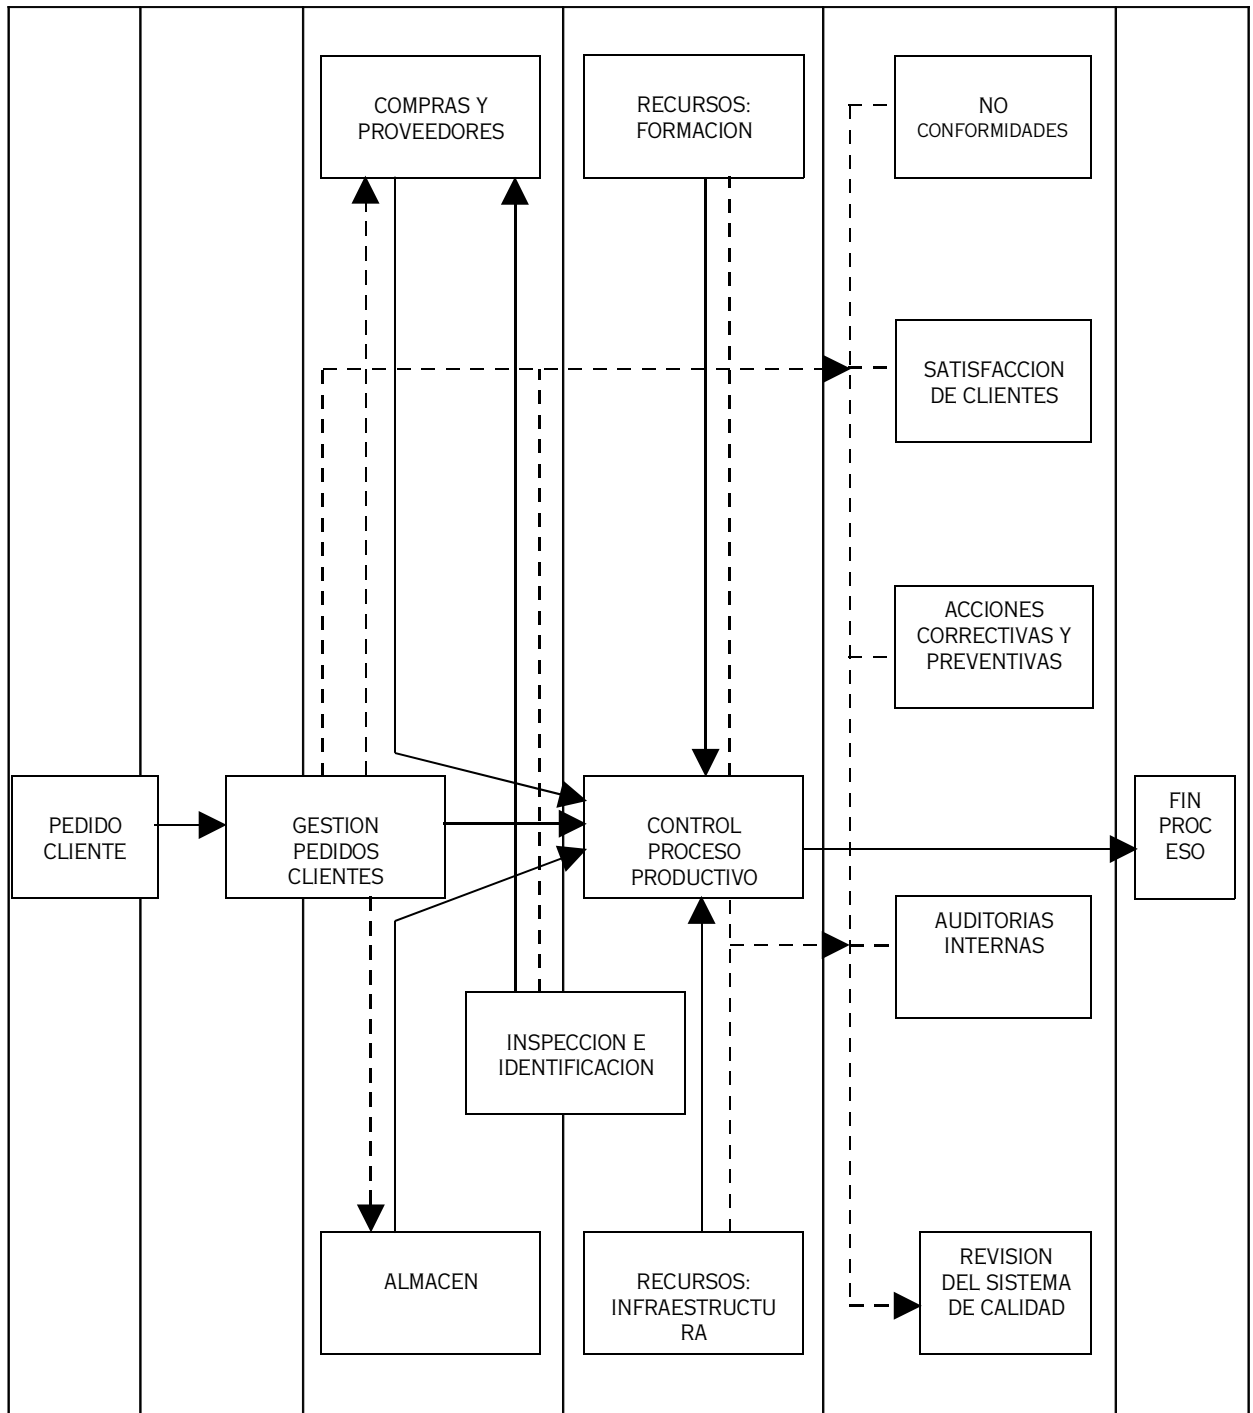 COMPRAS Y
PROVEEDORES
RECURSOS:
FORMACION
NO
CONFORMIDADES
SATISFACCION
DE CLIENTES
ACCIONES
CORRECTIVAS Y
PREVENTIVAS
PEDIDO
CLIENTE
GESTION
PEDIDOS
CLIENTES
CONTROL
PROCESO
PRODUCTIVO
FIN
PROC
ESO
AUDITORIAS
INTERNAS
INSPECCION E
IDENTIFICACION
ALMACEN
RECURSOS:
INFRAESTRUCTU
RA
REVISION
DEL SISTEMA
DE CALIDAD